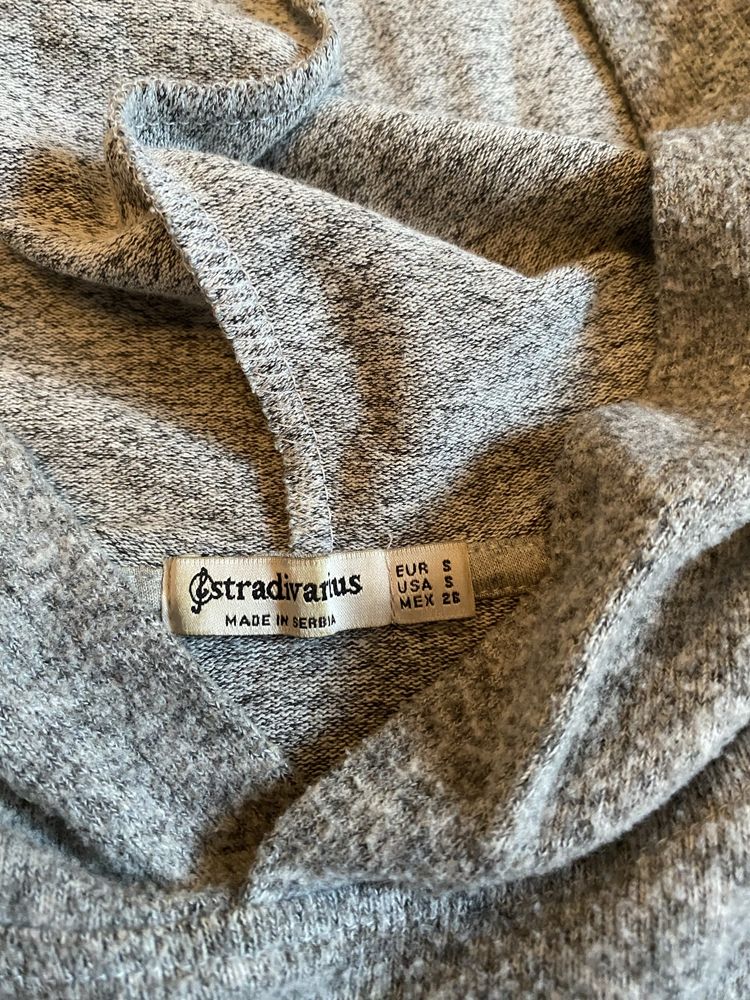 stradivarius
MADE IN SERBIA
EUR S
USA S
MEX 26